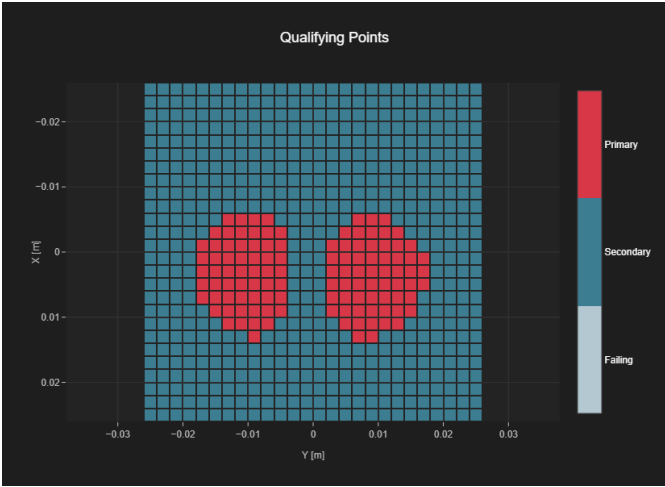 Qualifying Points
−0.02
−0.01
0
0.01
0.02
X [m]
−0.03
−0.02
−0.01
0
0.01
0.02
0.03
Y [m]
Primary
Secondary
Failing